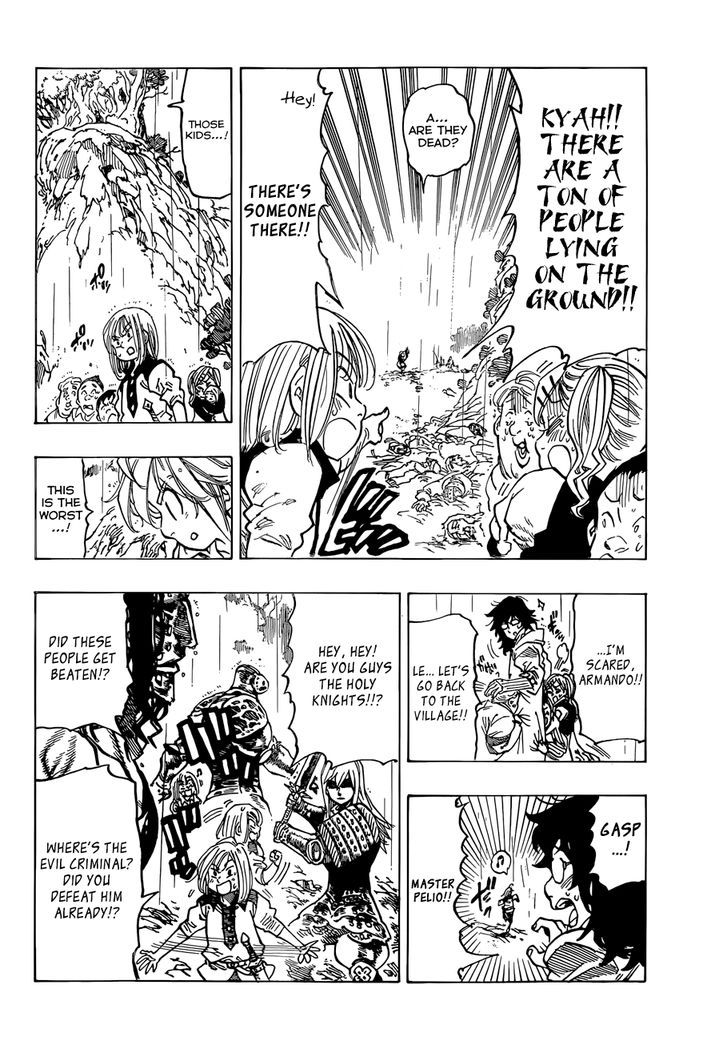 KYAH!!
THERE
ARE A
TON OF
PEOPLE
LYING
ON THE
GROUND!!
A...
ARE THEY
DEAD?
Hey!
THERE'S
SOMEONE
THERE!!
THOSE
KIDS...!
THIS
IS THE
WORST
...!
...I'M
SCARED,
ARMANDO!!
LE... LET'S
GO BACK
TO THE
VILLAGE!!
GASP
...!
MASTER
PELIO!!
HEY, HEY!
ARE YOU GUYS
THE HOLY
KNIGHTS!!?
DID THESE
PEOPLE GET
BEATEN!?
WHERE'S THE
EVIL CRIMINAL?
DID YOU
DEFEAT HIM
ALREADY!?